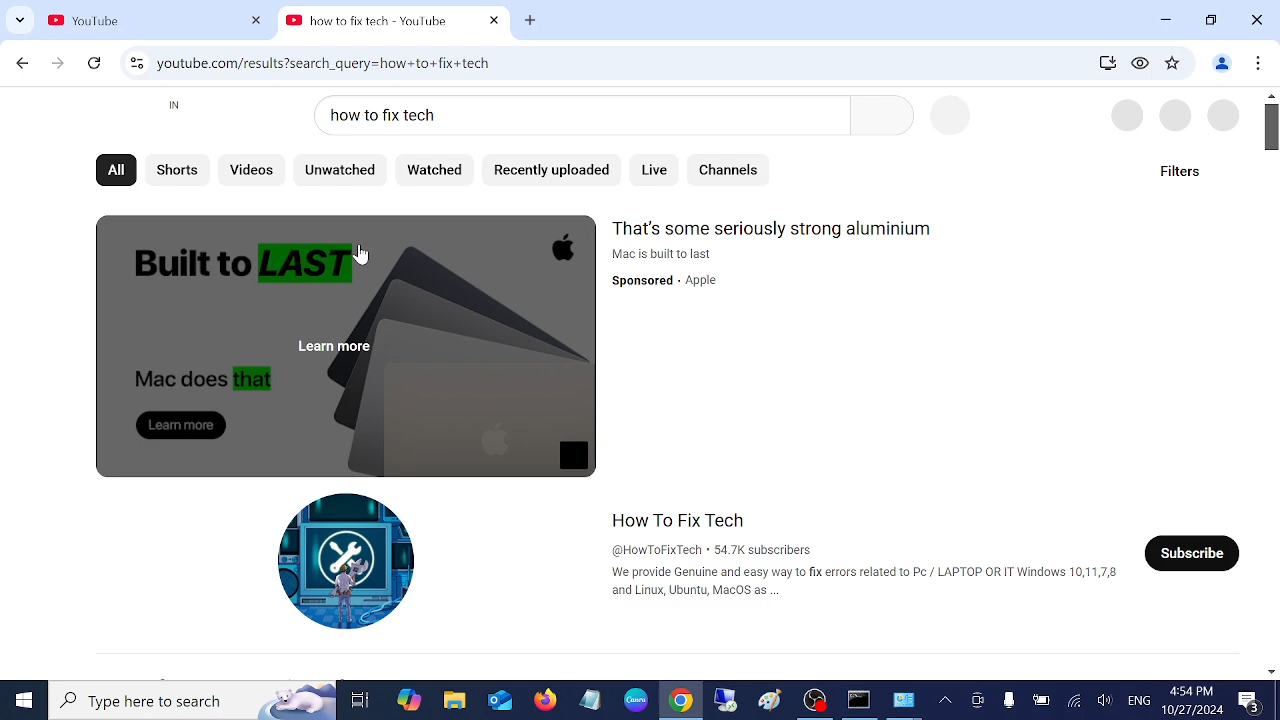 YouTube
how to fix tech - YouTube
youtube.com/results?search_query=how+to+fix+tech
IN
how to fix tech
All
Shorts
Videos
Unwatched
Watched
Recently uploaded
Live
Channels
Filters
Built to LAST
Learn more
Mac does that
Learn more
That's some seriously strong aluminium
Mac is built to last
Sponsored · Apple
How To Fix Tech
@HowToFixTech • 54.7K subscribers
Subscribe
We provide Genuine and easy way to fix errors related to Pc / LAPTOP OR IT Windows 10,11,7,8
and Linux, Ubuntu, MacOS as ...
Type here to search
Canva
ENG
4:54 PM
10/27/2024
3